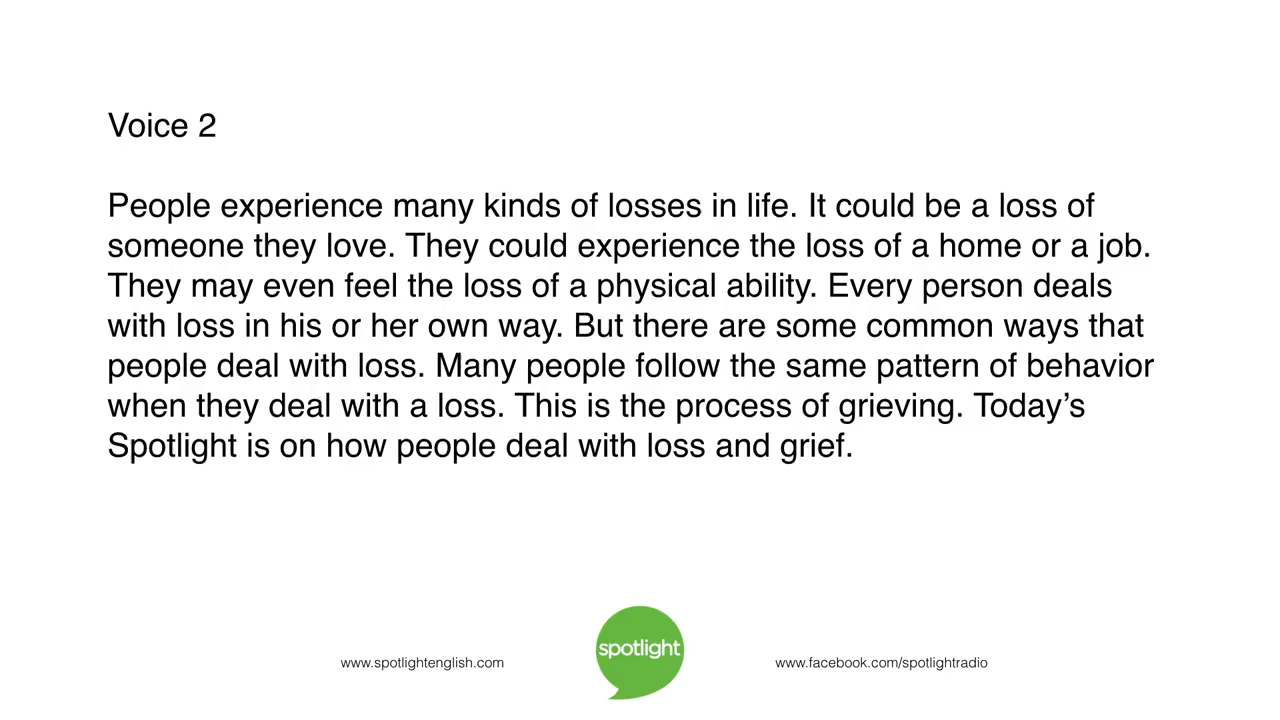 Voice 2
People experience many kinds of losses in life. It could be a loss of
someone they love. They could experience the loss of a home or a job.
They may even feel the loss of a physical ability. Every person deals
with loss in his or her own way. But there are some common ways that
people deal with loss. Many people follow the same pattern of behavior
when they deal with a loss. This is the process of grieving. Today’s
Spotlight is on how people deal with loss and grief.
www.spotlightenglish.com
spotlight
www.facebook.com/spotlightradio